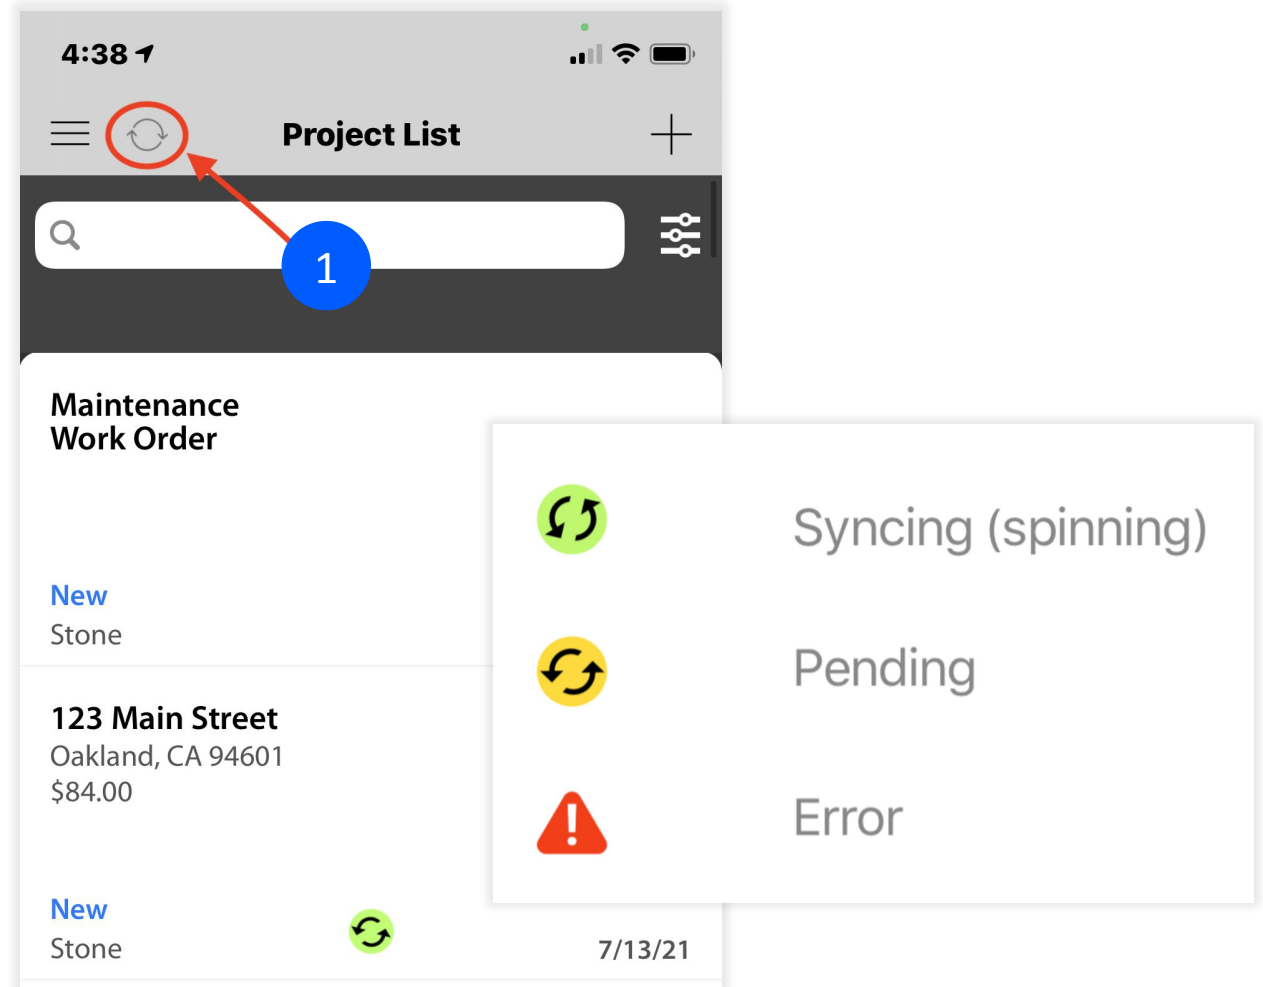 4:38
Project List
1
Maintenance
Work Order
New
Stone
123 Main Street
Oakland, CA 94601
$84.00
New
Stone
7/13/21
Syncing (spinning)
Pending
Error